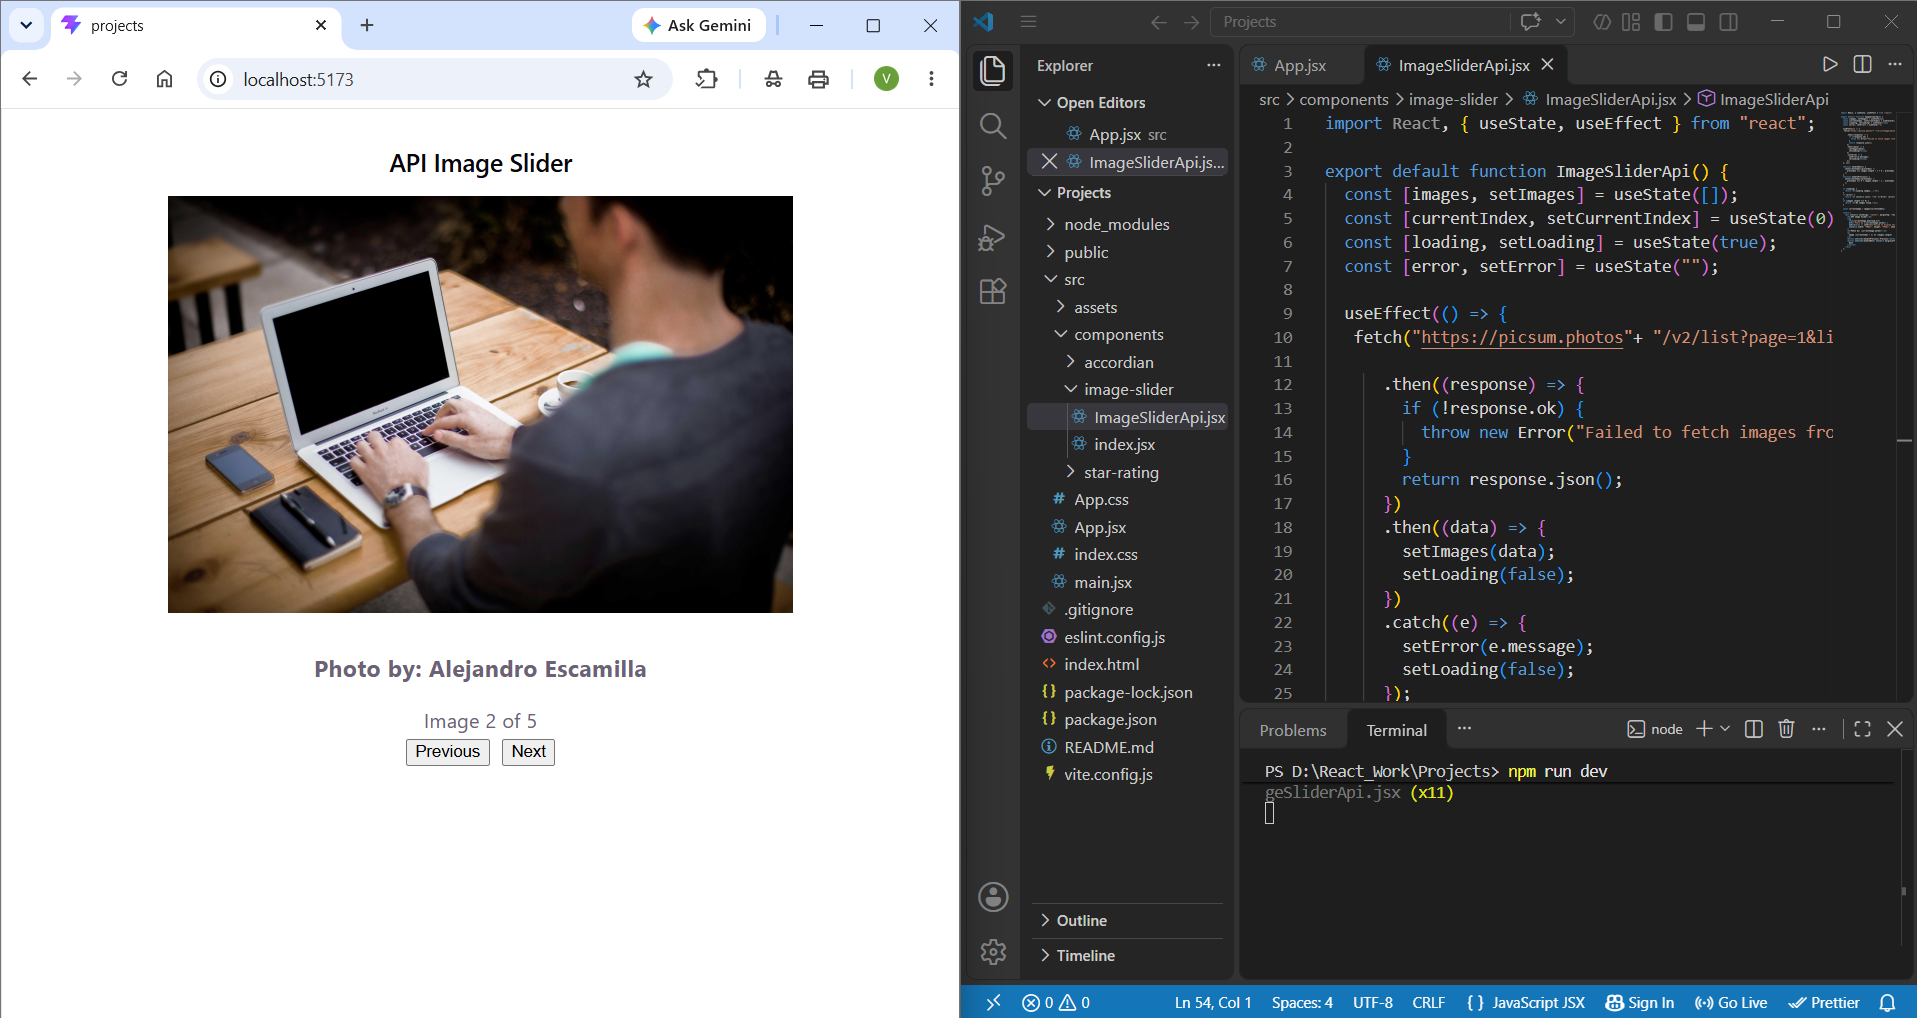 projects
Ask Gemini
localhost:5173
V
API Image Slider
Photo by: Alejandro Escamilla
Image 2 of 5
Previous
Next
Projects
Explorer
Open Editors
App.jsx src
ImageSliderApi.js...
Projects
node_modules
public
src
assets
components
accordian
image-slider
ImageSliderApi.jsx
index.jsx
star-rating
# App.css
App.jsx
# index.css
main.jsx
.gitignore
eslint.config.js
<> index.html
{} package-lock.json
{} package.json
README.md
vite.config.js
Outline
Timeline
App.jsx
ImageSliderApi.jsx
src > components > image-slider > ImageSliderApi.jsx > ImageSliderApi
1 import React, { useState, useEffect } from "react";
2
3 export default function ImageSliderApi() {
4 const [images, setImages] = useState([]);
5 const [currentIndex, setCurrentIndex] = useState(0)
6 const [loading, setLoading] = useState(true);
7 const [error, setError] = useState("");
8
9 useEffect(() => {
10 fetch("https://picsum.photos"+ "/v2/list?page=1&li
11
12 .then((response) => {
13 if (!response.ok) {
14 throw new Error("Failed to fetch images fro
15 }
16 return response.json();
17 })
18 .then((data) => {
19 setImages(data);
20 setLoading(false);
21 })
22 .catch((e) => {
23 setError(e.message);
24 setLoading(false);
25 });
Problems
Terminal
node
PS D:\React_Work\Projects> npm run dev
geSliderApi.jsx (x11)
0 0
Ln 54, Col 1
Spaces: 4
UTF-8
CRLF
{} JavaScript JSX
Sign In
Go Live
Prettier